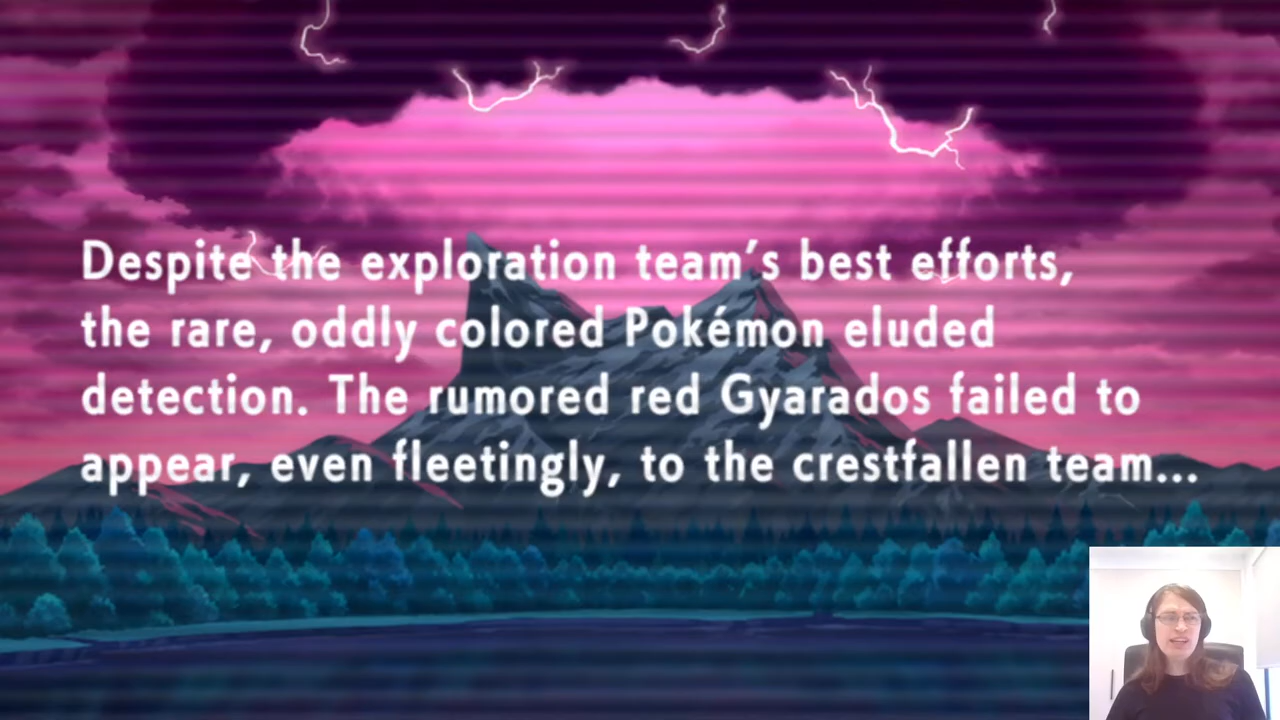 Despite the exploration team's best efforts,
the rare, oddly colored Pokémon eluded
detection. The rumored red Gyarados failed to
appear, even fleetingly, to the crestfallen team...